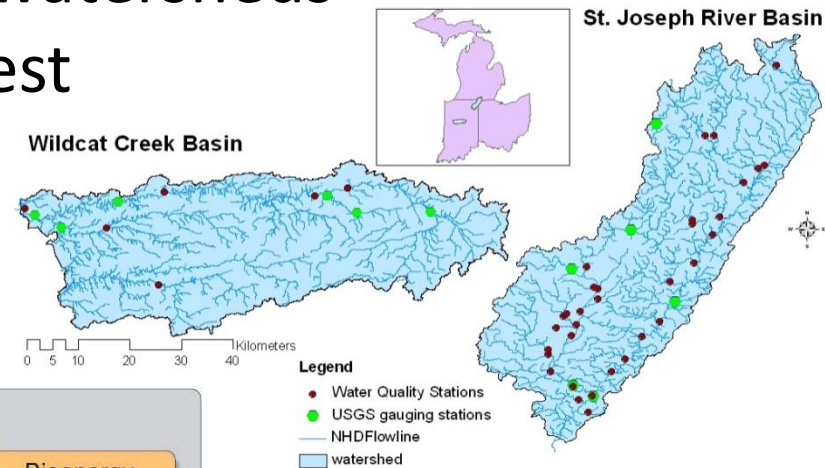 est
St. Joseph River Basin
Wildcat Creek Basin
N
0 5 10 20 30 40 Kilometers
Legend
Water Quality Stations
USGS gauging stations
NHDFlowline
watershed